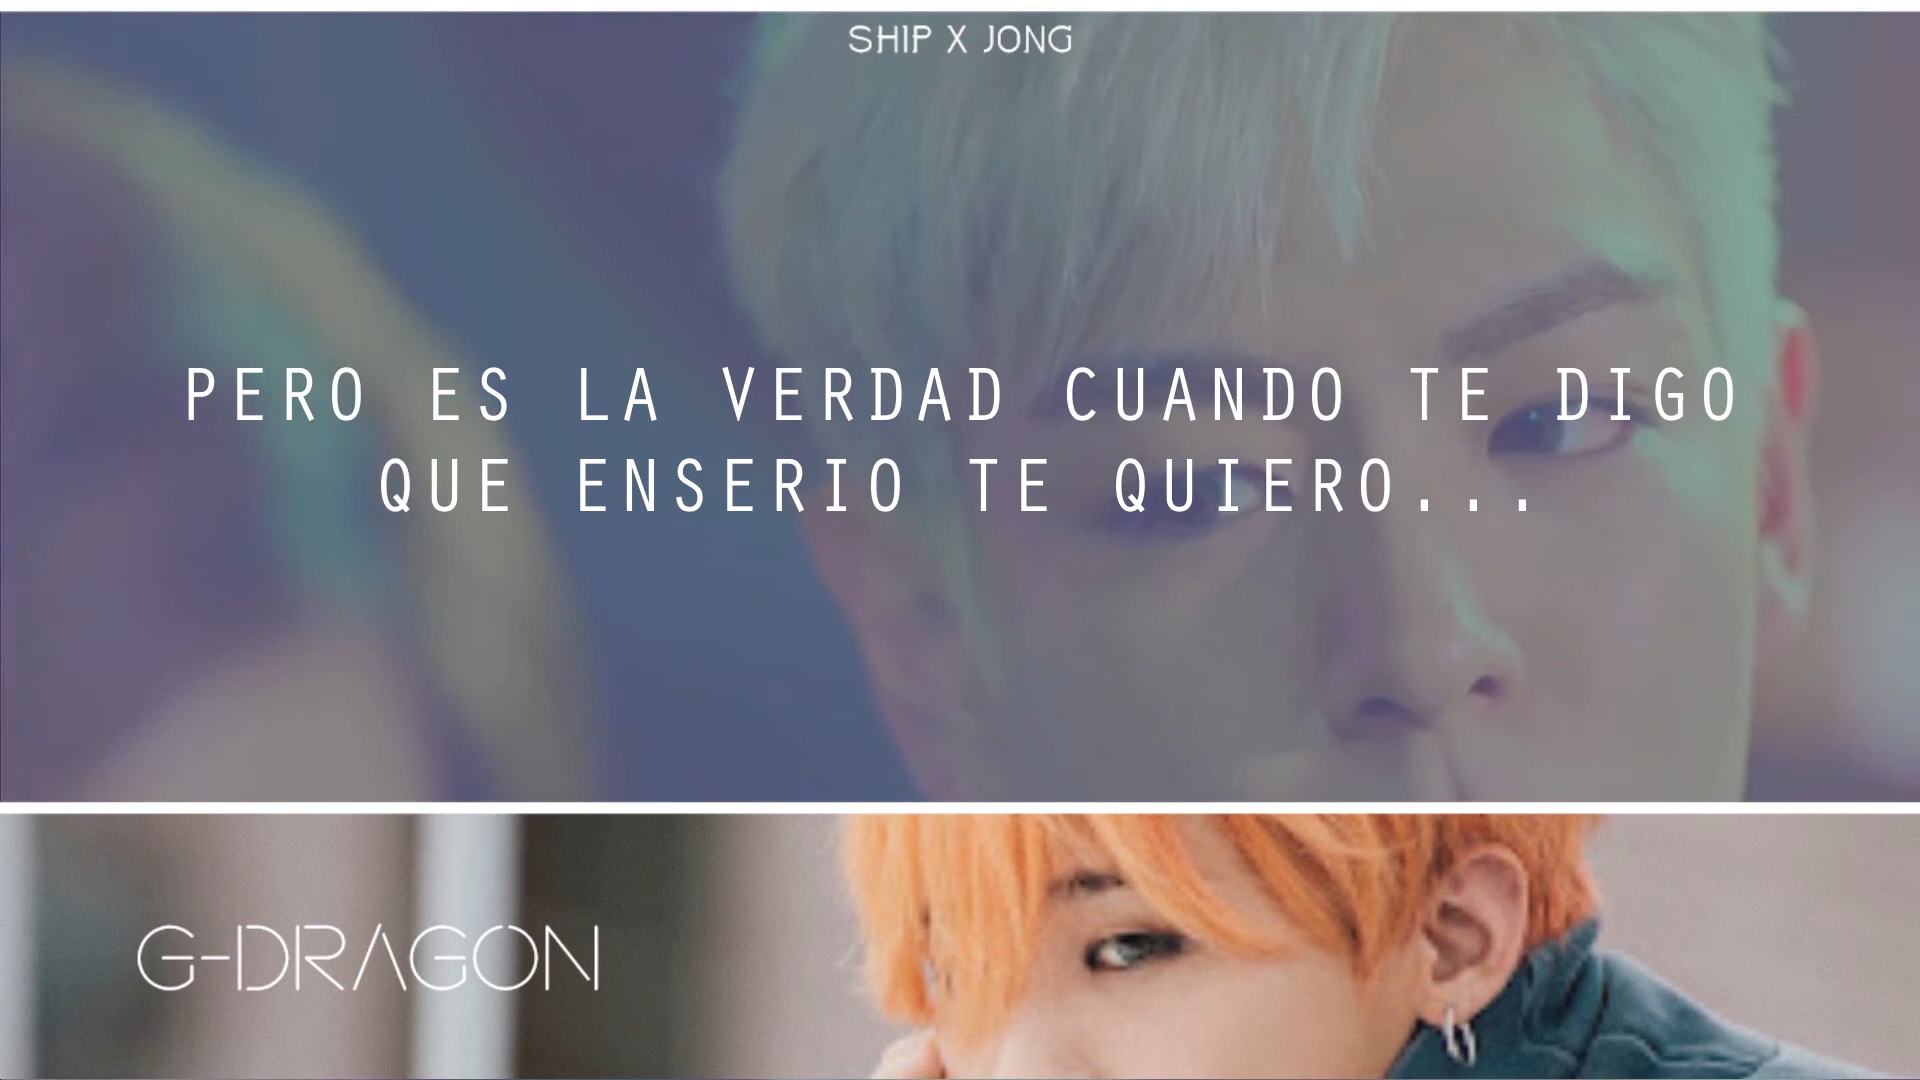 SHIP X JONG
PERO ES LA VERDAD CUANDO TE DIGO
QUE ENSERIO TE QUIERO...
G-DRAGON